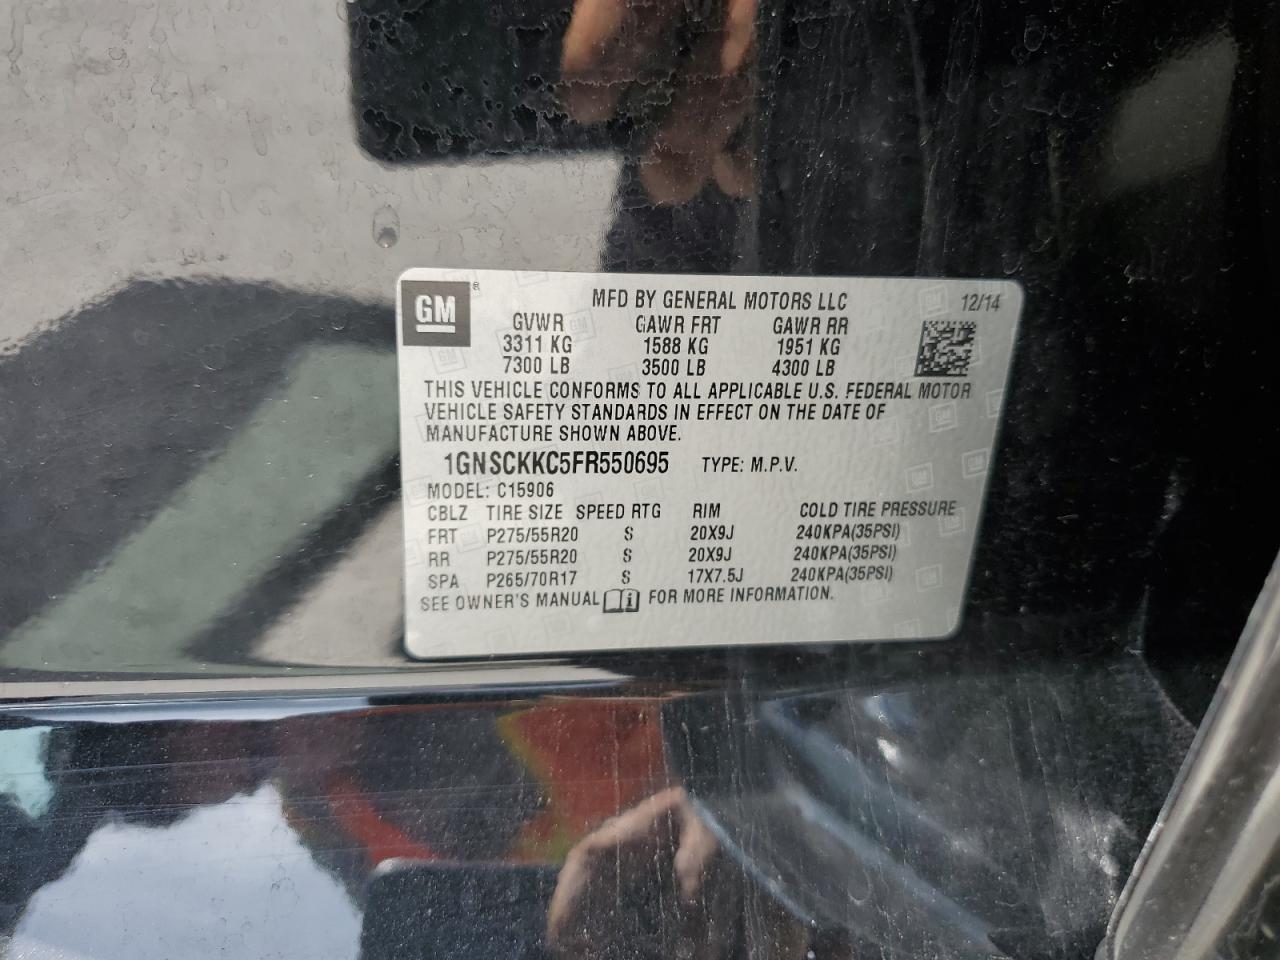 GM ®
MFD BY GENERAL MOTORS LLC 12/14
GVWR GAWR FRT GAWR RR
3311 KG 1588 KG 1951 KG
7300 LB 3500 LB 4300 LB
THIS VEHICLE CONFORMS TO ALL APPLICABLE U.S. FEDERAL MOTOR
VEHICLE SAFETY STANDARDS IN EFFECT ON THE DATE OF
MANUFACTURE SHOWN ABOVE.
1GNSCKKC5FR550695 TYPE: M.P.V.
MODEL: C15906
CBLZ TIRE SIZE SPEED RTG RIM COLD TIRE PRESSURE
FRT P275/55R20 S 20X9J 240KPA(35PSI)
RR P275/55R20 S 20X9J 240KPA(35PSI)
SPA P265/70R17 S 17X7.5J 240KPA(35PSI)
SEE OWNER'S MANUAL i FOR MORE INFORMATION.